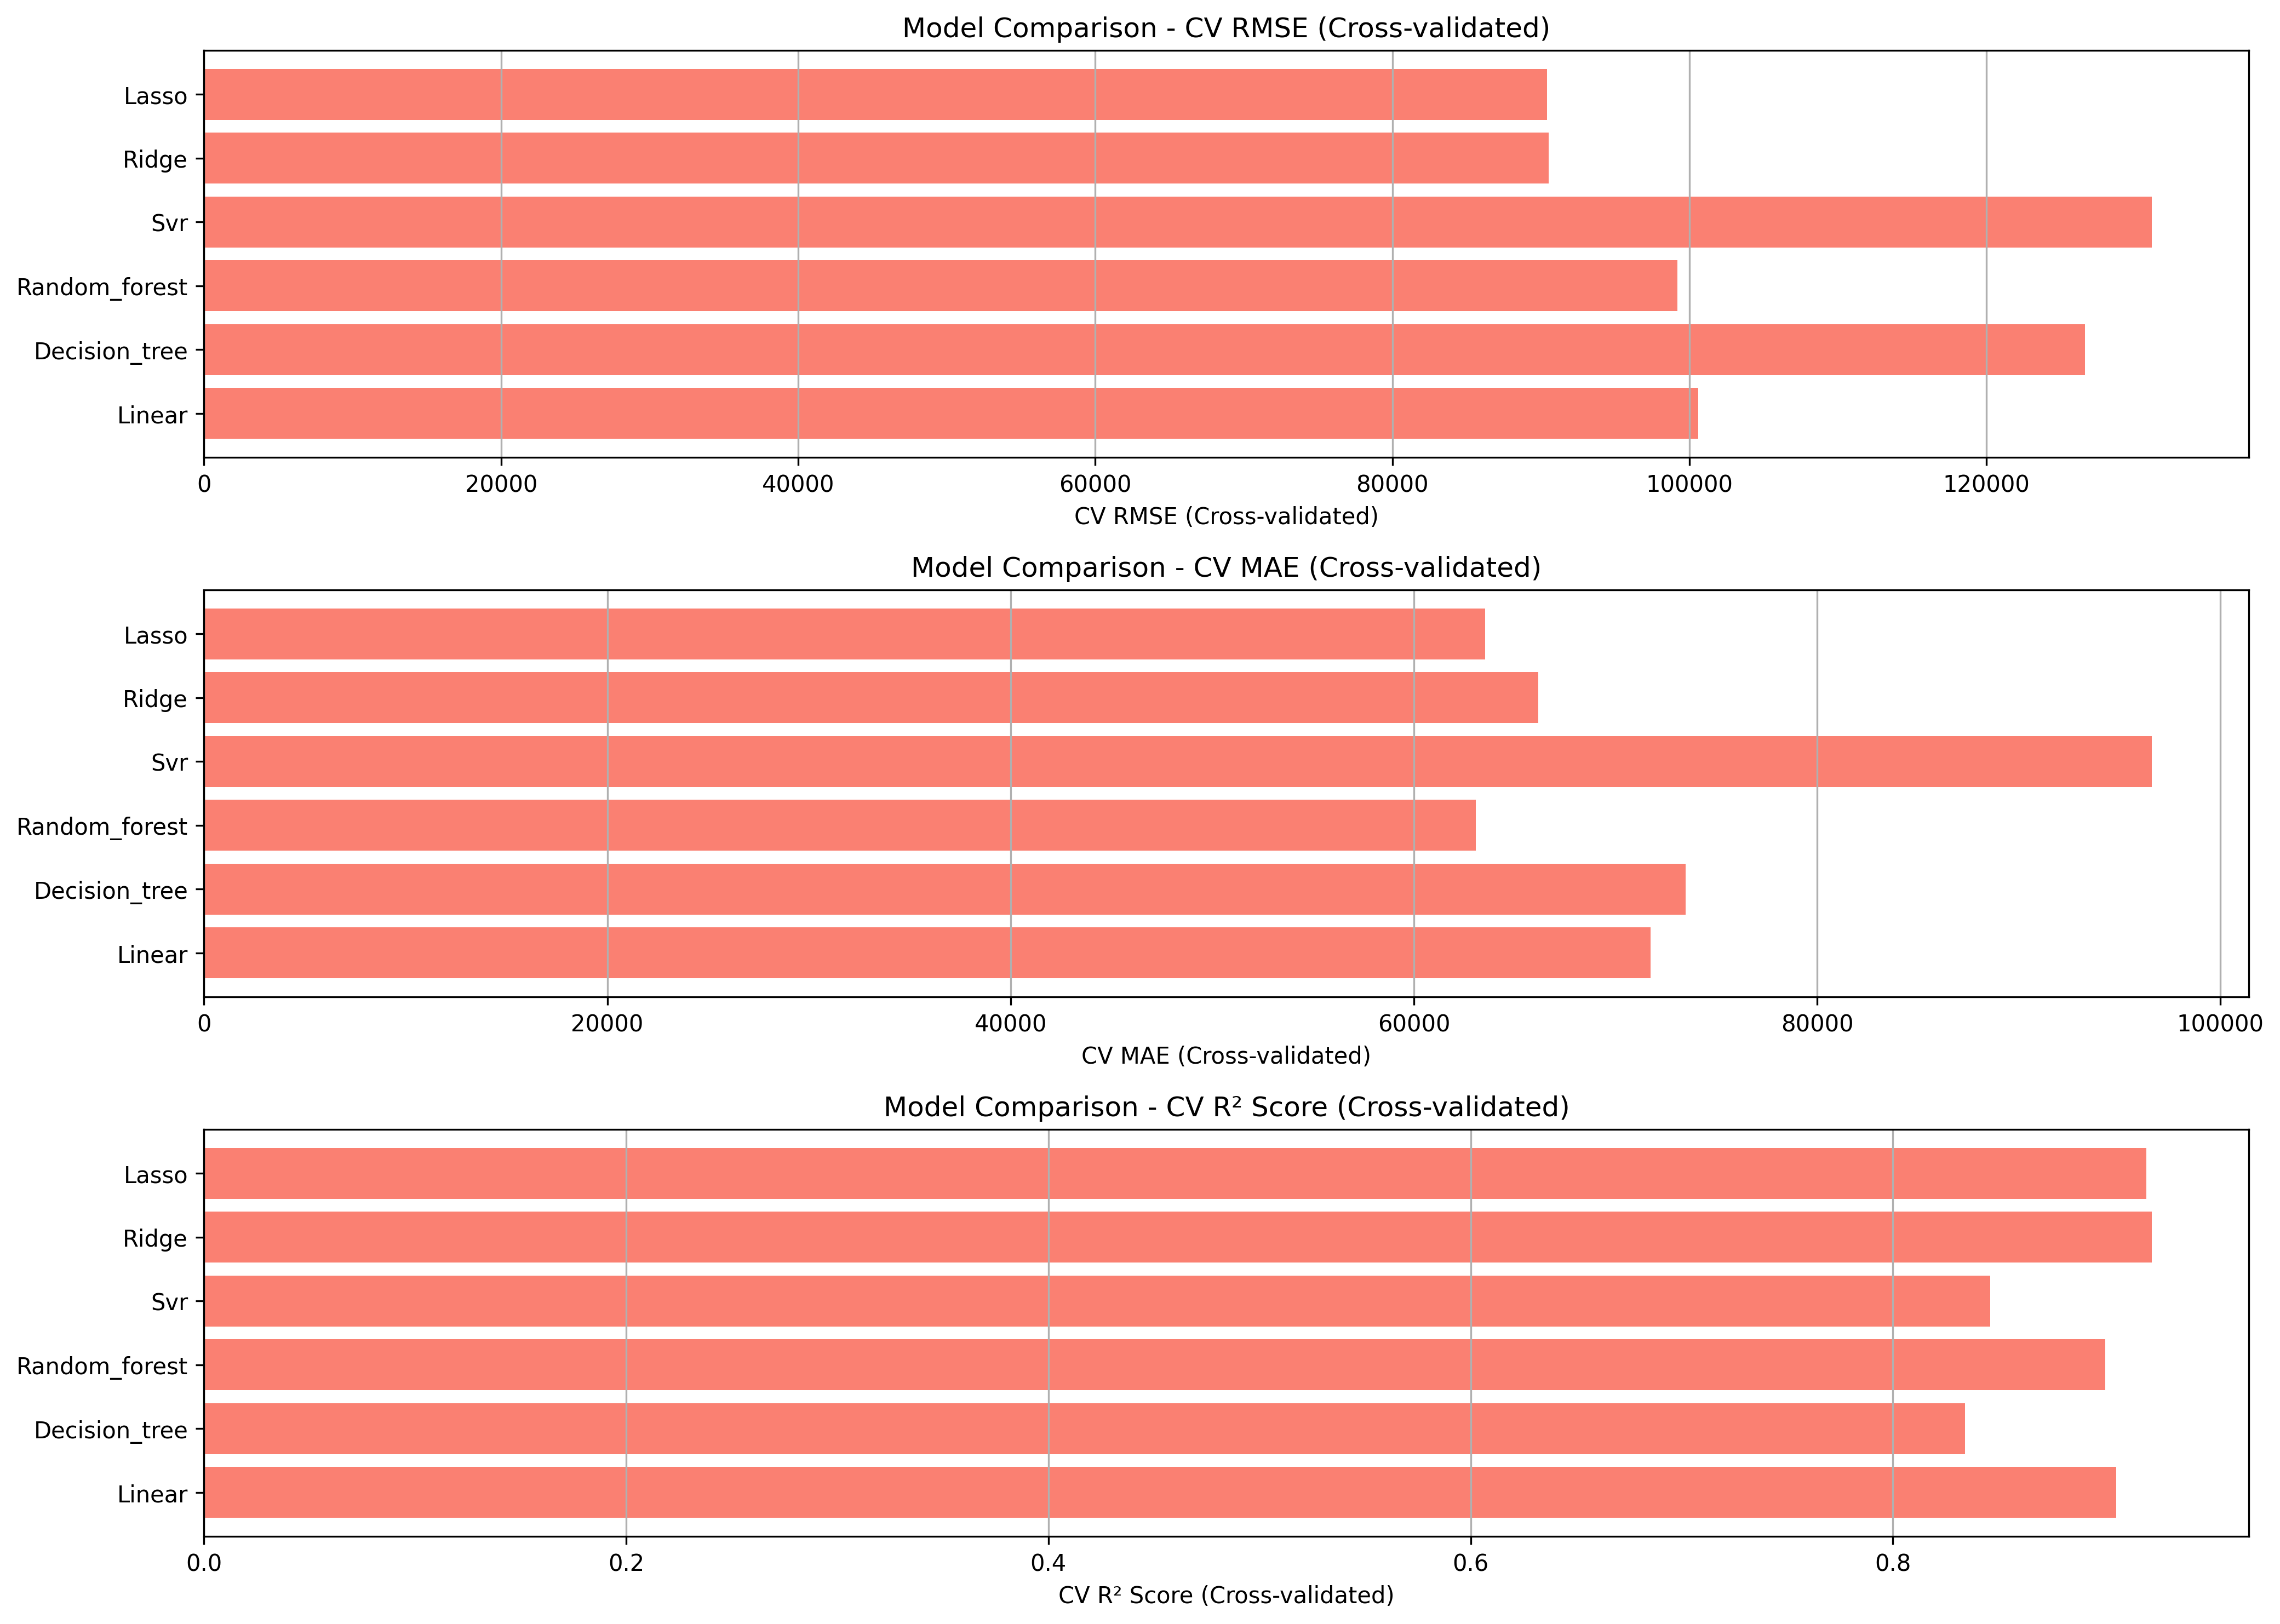 Model Comparison - CV RMSE (Cross-validated)
Lasso
Ridge
Svr
Random_forest
Decision_tree
Linear
0 20000 40000 60000 80000 100000 120000
CV RMSE (Cross-validated)
Model Comparison - CV MAE (Cross-validated)
Lasso
Ridge
Svr
Random_forest
Decision_tree
Linear
0 20000 40000 60000 80000 100000
CV MAE (Cross-validated)
Model Comparison - CV R² Score (Cross-validated)
Lasso
Ridge
Svr
Random_forest
Decision_tree
Linear
0.0 0.2 0.4 0.6 0.8
CV R² Score (Cross-validated)